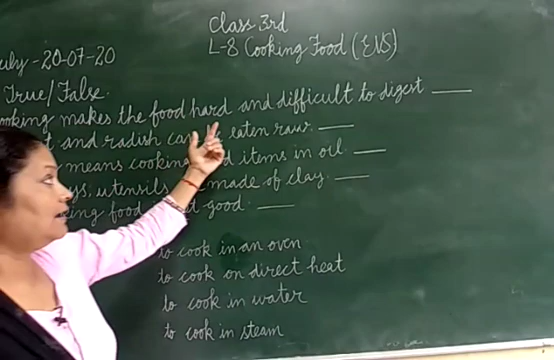 Class 3rd
L-8 Cooking Food (EVS)
-20-07-20
True/False.
ooking makes the food hard and difficult to digest ____
t and radish can eaten raw. ____
means cooking items in oil. ____
utensils made of clay. ____
ing food t good. ____
to cook in an oven
to cook on direct heat
to cook in water
to cook in steam